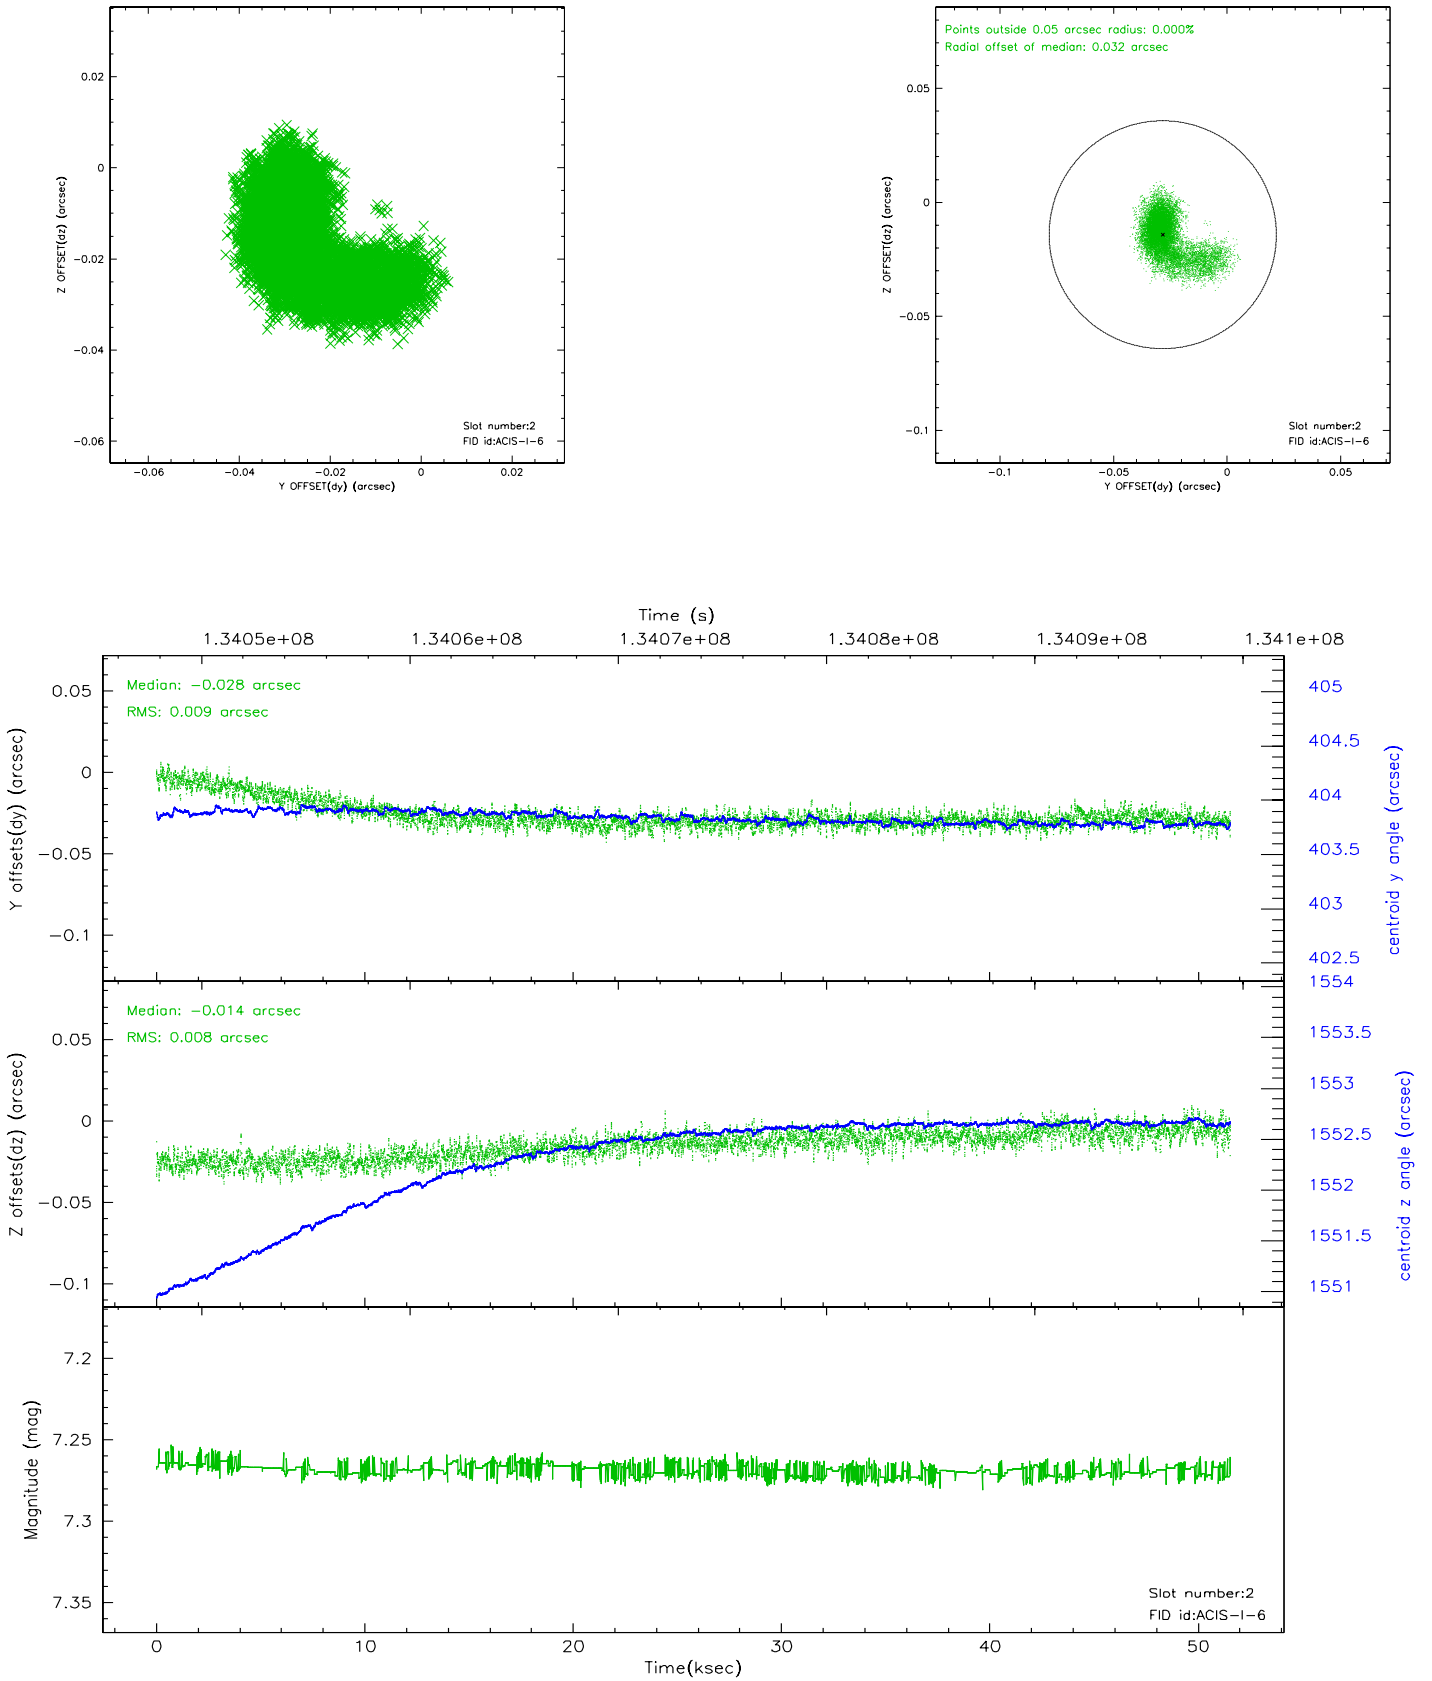 Points outside 0.05 arcsec radius: 0.000%
Radial offset of median: 0.032 arcsec
0.02
0
-0.02
-0.04
-0.06
Z OFFSET(dz) (arcsec)
Slot number:2
FID id:ACIS-I-6
-0.06 -0.04 -0.02 0 0.02
Y OFFSET(dy) (arcsec)
0.05
0
-0.05
-0.1
Z OFFSET(dz) (arcsec)
Slot number:2
FID id:ACIS-I-6
-0.1 -0.05 0 0.05
Y OFFSET(dy) (arcsec)
Time (s)
1.3405e+08 1.3406e+08 1.3407e+08 1.3408e+08 1.3409e+08 1.341e+08
Median: -0.028 arcsec
RMS: 0.009 arcsec
0.05
0
-0.05
-0.1
Y offsets(dy) (arcsec)
405
404.5
404
403.5
403
402.5
centroid y angle (arcsec)
Median: -0.014 arcsec
RMS: 0.008 arcsec
0.05
0
-0.05
-0.1
Z offsets(dz) (arcsec)
1554
1553.5
1553
1552.5
1552
1551.5
1551
centroid z angle (arcsec)
7.2
7.25
7.3
7.35
Magnitude (mag)
Slot number:2
FID id:ACIS-I-6
0 10 20 30 40 50
Time(ksec)